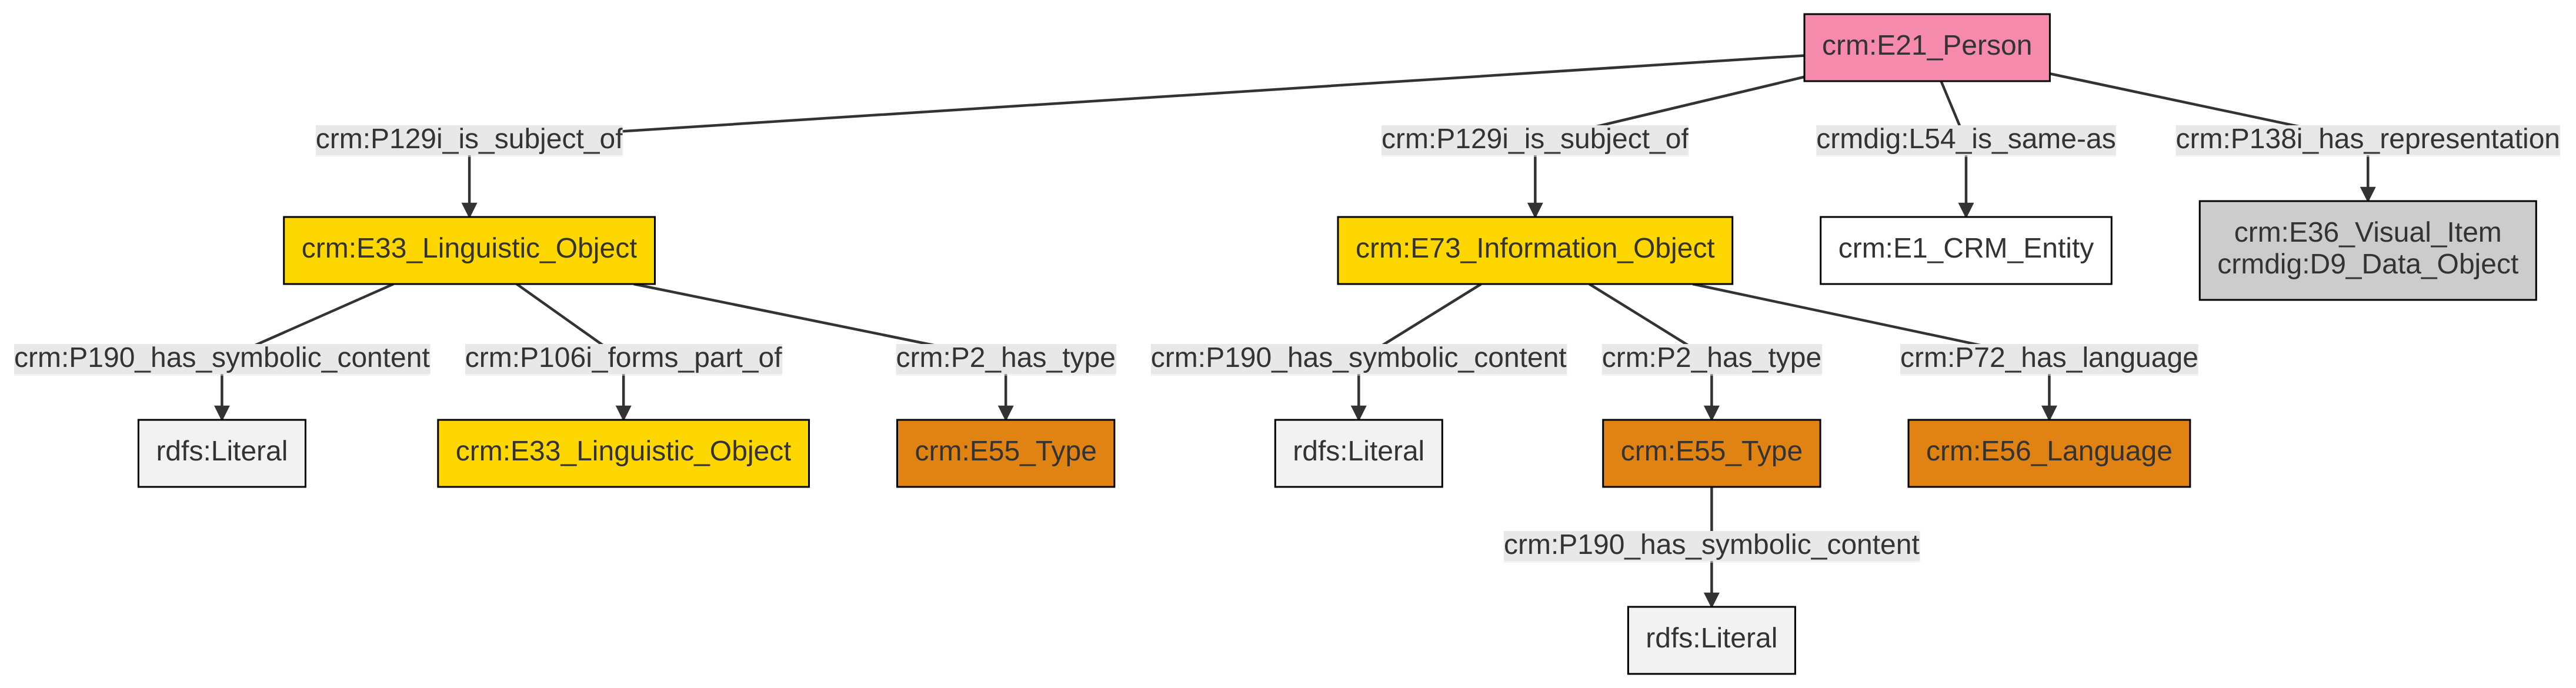 crm:E21_Person
crm:P129i_is_subject_of
crm:P129i_is_subject_of
crmdig:L54_is_same-as
crm:P138i_has_representation
crm:E33_Linguistic_Object
crm:E73_Information_Object
crm:E1_CRM_Entity
crm:E36_Visual_Item
crmdig:D9_Data_Object
crm:P190_has_symbolic_content
crm:P106i_forms_part_of
crm:P2_has_type
crm:P190_has_symbolic_content
crm:P2_has_type
crm:P72_has_language
rdfs:Literal
crm:E33_Linguistic_Object
crm:E55_Type
rdfs:Literal
crm:E55_Type
crm:E56_Language
crm:P190_has_symbolic_content
rdfs:Literal